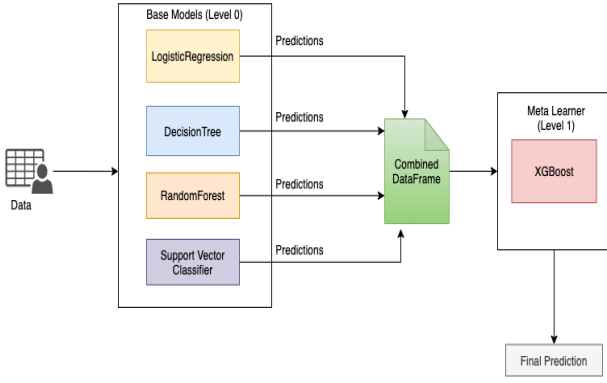 Base Models (Level 0)
LogisticRegression
Predictions
DecisionTree
Predictions
RandomForest
Predictions
Support Vector
Classifier
Predictions
Data
Combined
DataFrame
Meta Learner
(Level 1)
XGBoost
Final Prediction